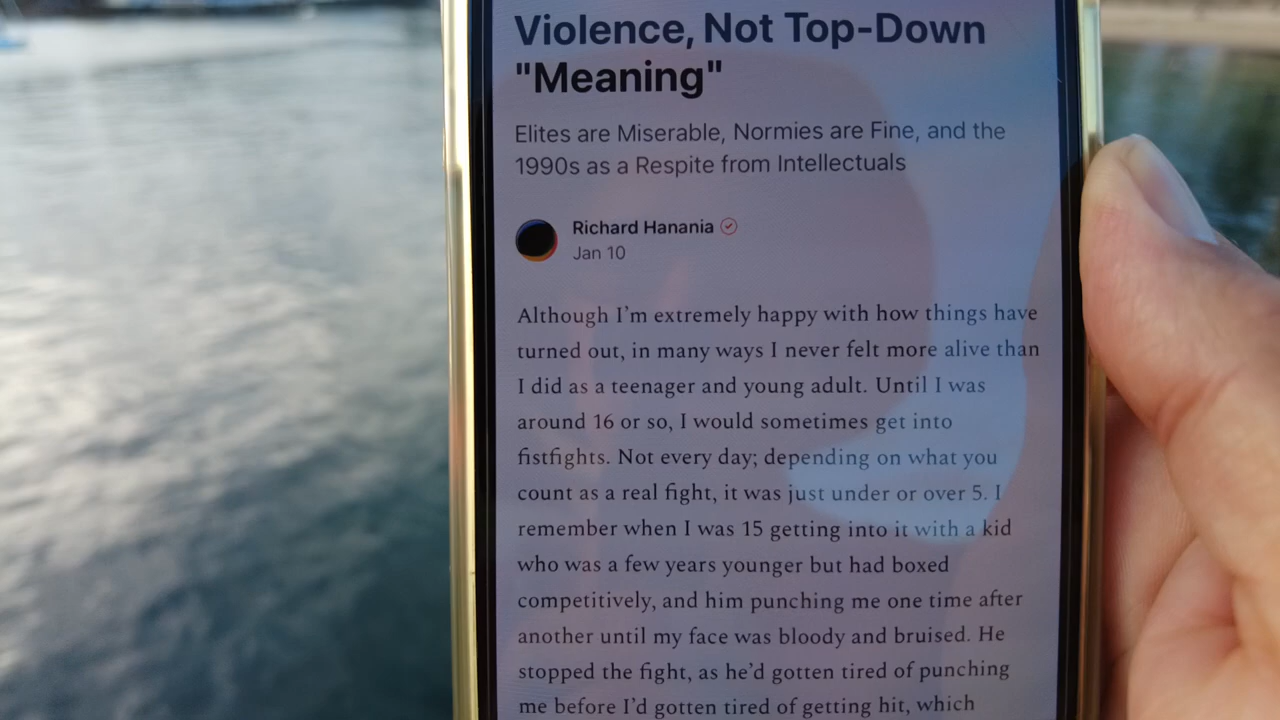 Violence, Not Top-Down
"Meaning"
Elites are Miserable, Normies are Fine, and the
1990s as a Respite from Intellectuals
Richard Hanania
Jan 10
Although I’m extremely happy with how things have
turned out, in many ways I never felt more alive than
I did as a teenager and young adult. Until I was
around 16 or so, I would sometimes get into
fistfights. Not every day; depending on what you
count as a real fight, it was just under or over 5. I
remember when I was 15 getting into it with a kid
who was a few years younger but had boxed
competitively, and him punching me one time after
another until my face was bloody and bruised. He
stopped the fight, as he’d gotten tired of punching
me before I’d gotten tired of getting hit, which